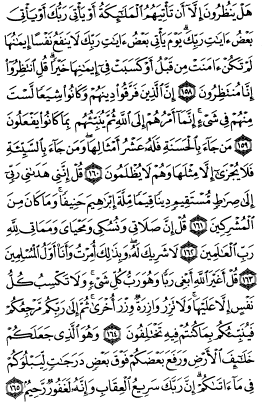 هَلْ يَنظُرُونَ إِلَّآ أَن تَأْتِيَهُمُ ٱلْمَلَٰٓئِكَةُ أَوْ يَأْتِىَ رَبُّكَ أَوْ يَأْتِىَ
بَعْضُ ءَايَٰتِ رَبِّكَ ۗ يَوْمَ يَأْتِى بَعْضُ ءَايَٰتِ رَبِّكَ لَا يَنفَعُ نَفْسًا إِيمَٰنُهَا
لَمْ تَكُنْ ءَامَنَتْ مِن قَبْلُ أَوْ كَسَبَتْ فِىٓ إِيمَٰنِهَا خَيْرًا ۗ قُلِ ٱنتَظِرُوٓا۟
إِنَّا مُنتَظِرُونَ ١٥٨ إِنَّ ٱلَّذِينَ فَرَّقُوا۟ دِينَهُمْ وَكَانُوا۟ شِيَعًا لَّسْتَ
مِنْهُمْ فِى شَىْءٍ ۚ إِنَّمَآ أَمْرُهُمْ إِلَى ٱللَّهِ ثُمَّ يُنَبِّئُهُم بِمَا كَانُوا۟ يَفْعَلُونَ
١٥٩ مَن جَآءَ بِٱلْحَسَنَةِ فَلَهُۥ عَشْرُ أَمْثَالِهَا ۖ وَمَن جَآءَ بِٱلسَّيِّئَةِ
فَلَا يُجْزَىٰٓ إِلَّا مِثْلَهَا وَهُمْ لَا يُظْلَمُونَ ١٦٠ قُلْ إِنَّنِى هَدَىٰنِى رَبِّىٓ
إِلَىٰ صِرَٰطٍ مُّسْتَقِيمٍ دِينًا قِيَمًا مِّلَّةَ إِبْرَٰهِيمَ حَنِيفًا ۚ وَمَا كَانَ مِنَ
ٱلْمُشْرِكِينَ ١٦١ قُلْ إِنَّ صَلَاتِى وَنُسُكِى وَمَحْيَاىَ وَمَمَاتِى لِلَّهِ
رَبِّ ٱلْعَٰلَمِينَ ١٦٢ لَا شَرِيكَ لَهُۥ ۖ وَبِذَٰلِكَ أُمِرْتُ وَأَنَا۠ أَوَّلُ ٱلْمُسْلِمِينَ
١٦٣ قُلْ أَغَيْرَ ٱللَّهِ أَبْغِى رَبًّا وَهُوَ رَبُّ كُلِّ شَىْءٍ ۚ وَلَا تَكْسِبُ كُلُّ
نَفْسٍ إِلَّا عَلَيْهَا ۚ وَلَا تَزِرُ وَازِرَةٌ وِزْرَ أُخْرَىٰ ۚ ثُمَّ إِلَىٰ رَبِّكُم مَّرْجِعُكُمْ
فَيُنَبِّئُكُم بِمَا كُنتُمْ فِيهِ تَخْتَلِفُونَ ١٦٤ وَهُوَ ٱلَّذِى جَعَلَكُمْ
خَلَٰٓئِفَ ٱلْأَرْضِ وَرَفَعَ بَعْضَكُمْ فَوْقَ بَعْضٍ دَرَجَٰتٍ لِّيَبْلُوَكُمْ
فِى مَآ ءَاتَىٰكُمْ ۗ إِنَّ رَبَّكَ سَرِيعُ ٱلْعِقَابِ وَإِنَّهُۥ لَغَفُورٌ رَّحِيمٌۢ ١٦٥